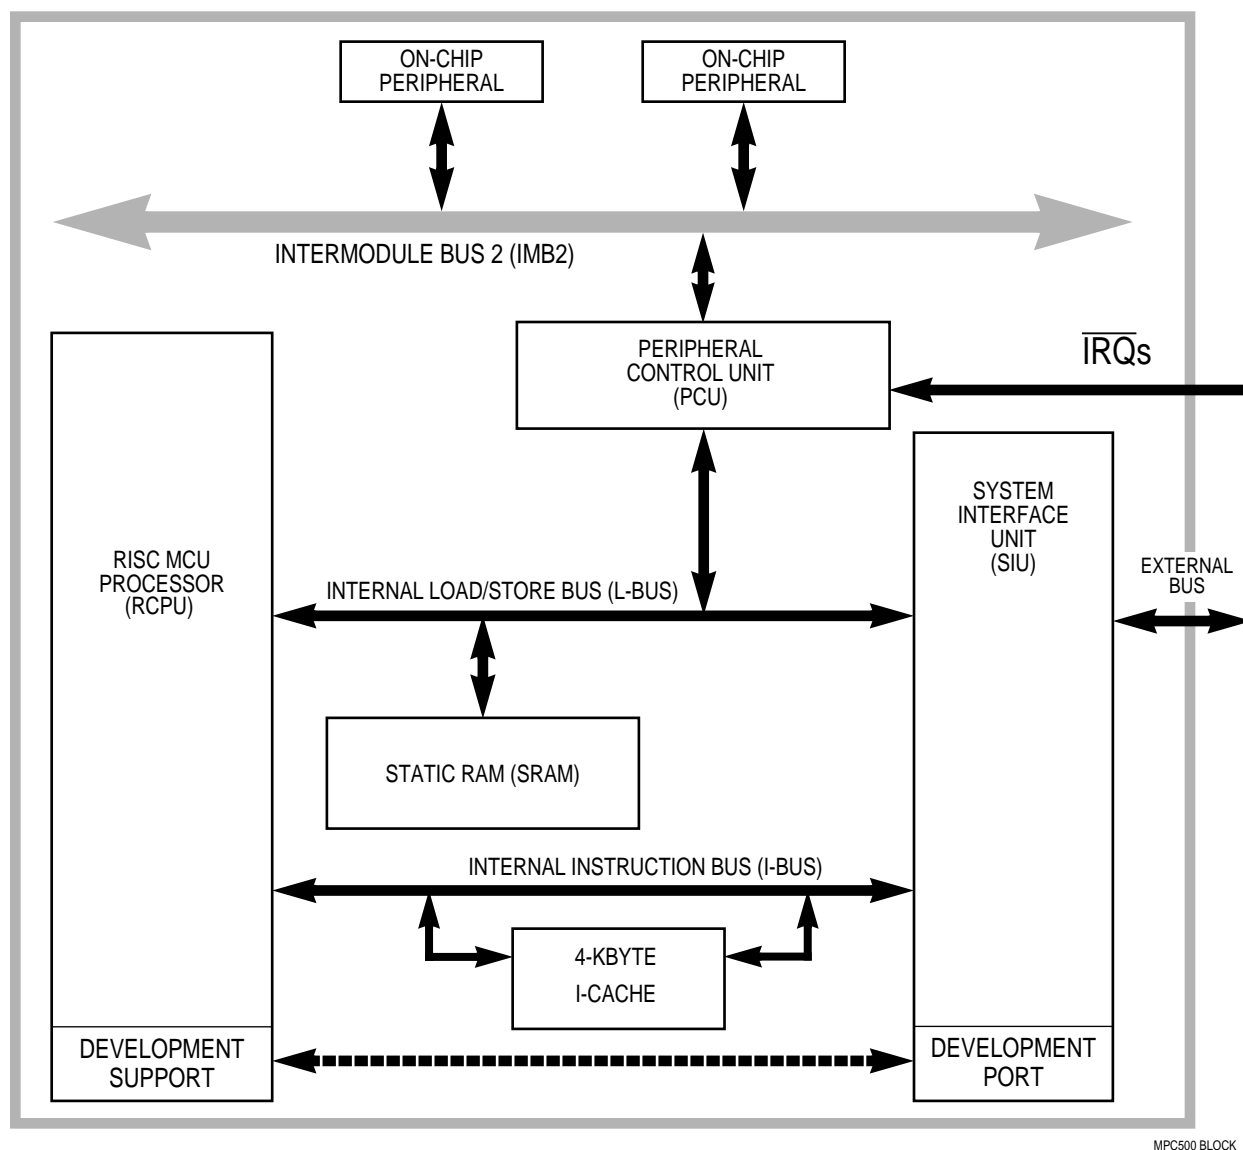 ON-CHIP
PERIPHERAL
ON-CHIP
PERIPHERAL
INTERMODULE BUS 2 (IMB2)
PERIPHERAL
CONTROL UNIT
(PCU)
IRQs
SYSTEM
INTERFACE
UNIT
(SIU)
RISC MCU
PROCESSOR
(RCPU)
EXTERNAL
BUS
INTERNAL LOAD/STORE BUS (L-BUS)
STATIC RAM (SRAM)
INTERNAL INSTRUCTION BUS (I-BUS)
4-KBYTE
I-CACHE
DEVELOPMENT
SUPPORT
DEVELOPMENT
PORT
MPC500 BLOCK